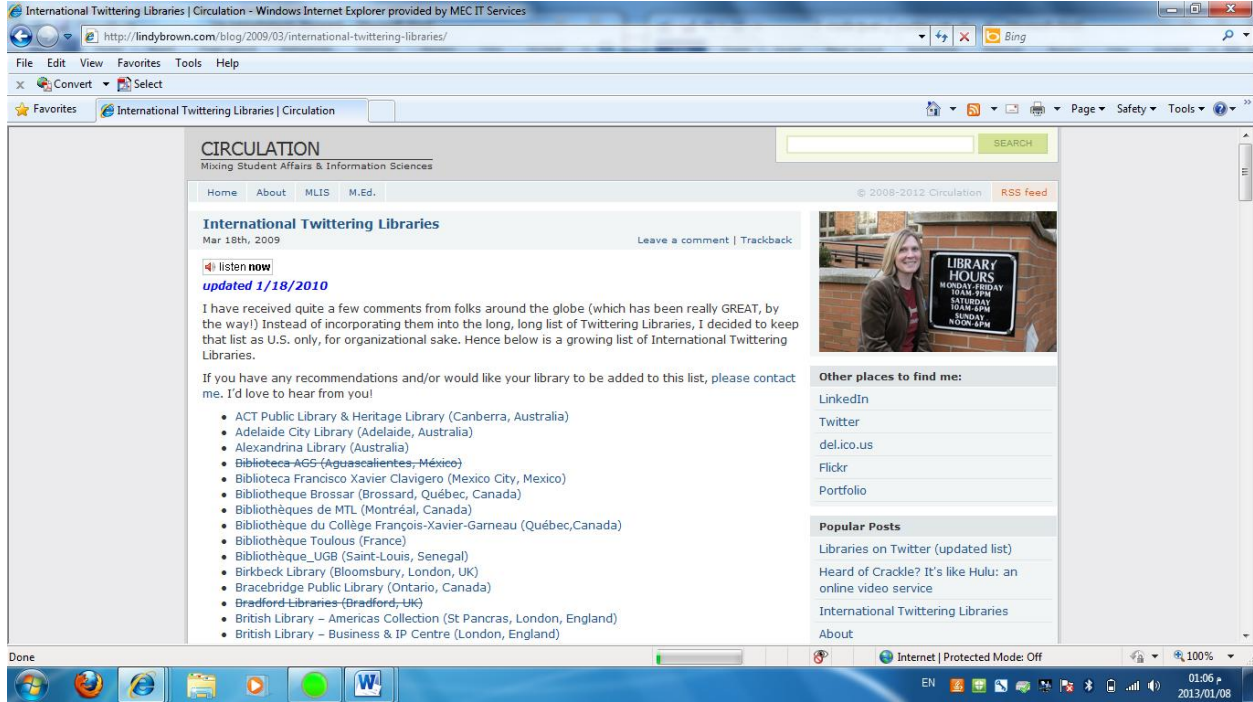 International Twittering Libraries | Circulation - Windows Internet Explorer provided by MEC IT Services
http://lindybrown.com/blog/2009/03/international-twittering-libraries/
Bing
File Edit View Favorites Tools Help
x Convert Select
Favorites International Twittering Libraries | Circulation Page Safety Tools
CIRCULATION
Mixing Student Affairs & Information Sciences
SEARCH
Home About MLIS M.Ed. © 2008-2012 Circulation RSS feed
International Twittering Libraries
Mar 18th, 2009 Leave a comment | Trackback
listen now
updated 1/18/2010
I have received quite a few comments from folks around the globe (which has been really GREAT, by
the way!) Instead of incorporating them into the long, long list of Twittering Libraries, I decided to keep
that list as U.S. only, for organizational sake. Hence below is a growing list of International Twittering
Libraries.
If you have any recommendations and/or would like your library to be added to this list, please contact
me. I'd love to hear from you!
ACT Public Library & Heritage Library (Canberra, Australia)
Adelaide City Library (Adelaide, Australia)
Alexandrina Library (Australia)
Biblioteca AGS (Aguascalientes, México)
Biblioteca Francisco Xavier Clavigero (Mexico City, Mexico)
Bibliotheque Brossar (Brossard, Québec, Canada)
Bibliothèques de MTL (Montréal, Canada)
Bibliothèque du Collège François-Xavier-Garneau (Québec,Canada)
Bibliothèque Toulous (France)
Bibliothèque_UGB (Saint-Louis, Senegal)
Birkbeck Library (Bloomsbury, London, UK)
Bracebridge Public Library (Ontario, Canada)
Bradford Libraries (Bradford, UK)
British Library – Americas Collection (St Pancras, London, England)
British Library – Business & IP Centre (London, England)
LIBRARY
HOURS
MONDAY-FRIDAY
10AM-9PM
SATURDAY
10AM-6PM
SUNDAY
NOON-6PM
Other places to find me:
LinkedIn
Twitter
del.ico.us
Flickr
Portfolio
Popular Posts
Libraries on Twitter (updated list)
Heard of Crackle? It's like Hulu: an
online video service
International Twittering Libraries
About
Done Internet | Protected Mode: Off 100%
EN 01:06 م
2013/01/08